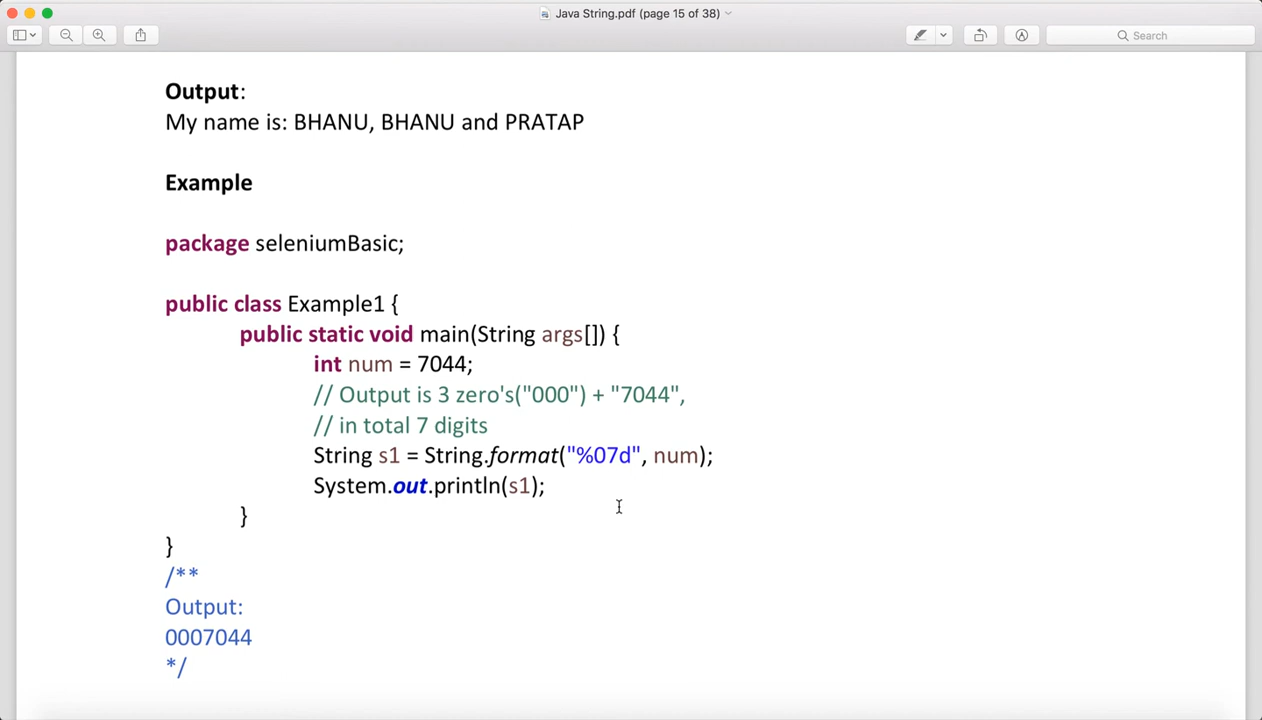 Java String.pdf (page 15 of 38)
Search
Output:
My name is: BHANU, BHANU and PRATAP
Example
package seleniumBasic;
public class Example1 {
public static void main(String args[]) {
int num = 7044;
// Output is 3 zero's("000") + "7044",
// in total 7 digits
String s1 = String.format("%07d", num);
System.out.println(s1);
}
}
/**
Output:
0007044
*/